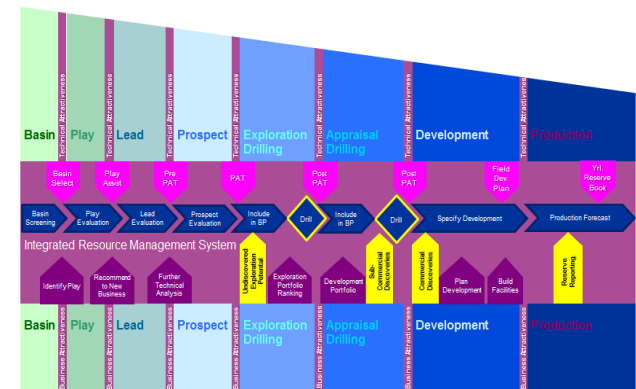 Technical Attractiveness
Technical Attractiveness
Technical Attractiveness
Technical Attractiveness
Technical Attractiveness
Technical Attractiveness
Technical Attractiveness
Basin
Play
Lead
Prospect
Exploration
Drilling
Appraisal
Drilling
Development
Production
Basin
Select
Play
Assist
Pre
PAT
PAT
Post
PAT
Post
PAT
Field
Dev.
Plan
Yrl.
Reserve
Book
Basin
Screening
Play
Evaluation
Lead
Evaluation
Prospect
Evaluation
Include
in BP
Drill
Include
in BP
Drill
Specify Development
Production Forecast
Integrated Resource Management System
Identify Play
Recommend
to New
Business
Further
Technical
Analysis
Undiscovered
Exploration
Potential
Exploration
Portfolio
Ranking
Development
Portfolio
Sub-
Commercial
Discoveries
Commercial
Discoveries
Plan
Development
Build
Facilities
Reserve
Reporting
Basin
Play
Lead
Prospect
Exploration
Drilling
Appraisal
Drilling
Development
Production
Business Attractiveness
Business Attractiveness
Business Attractiveness
Business Attractiveness
Business Attractiveness
Business Attractiveness
Business Attractiveness